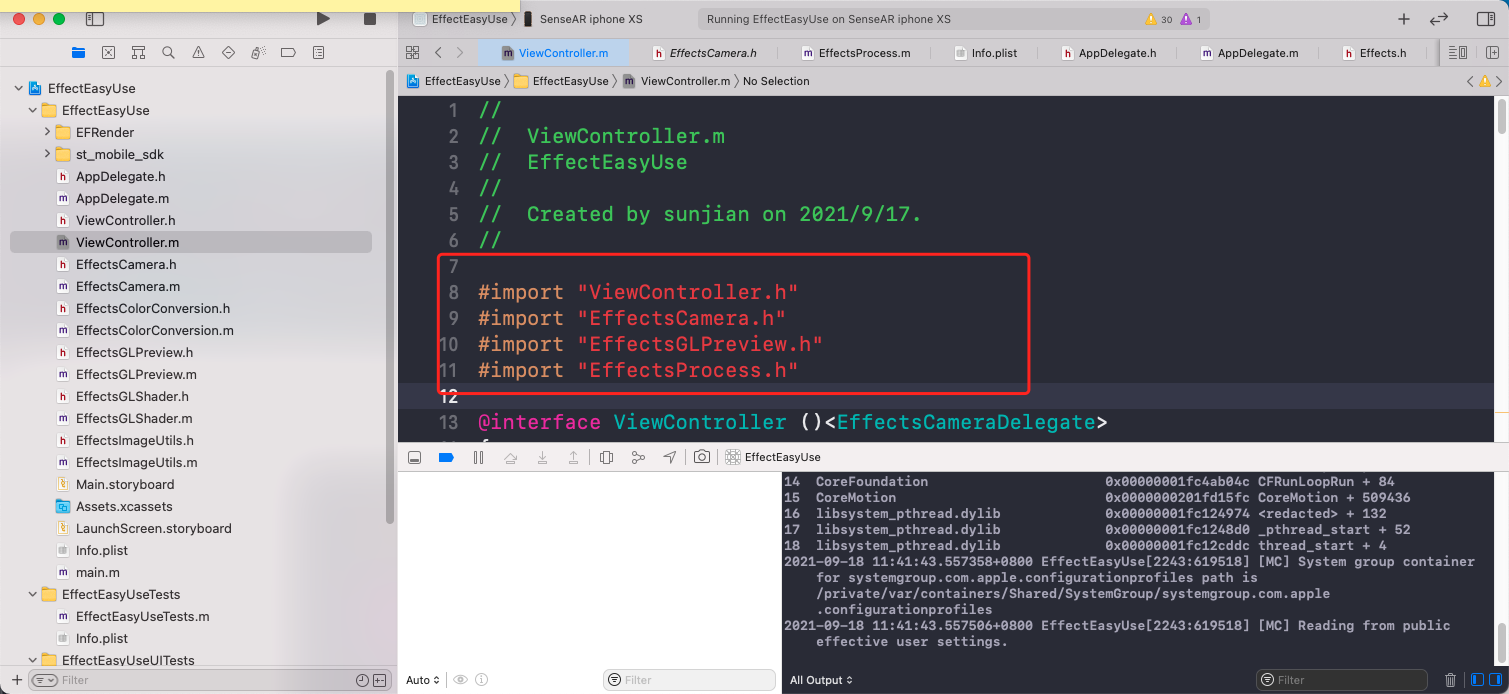 EffectEasyUse
SenseAR iphone XS
Running EffectEasyUse on SenseAR iphone XS
30
1
ViewController.m
EffectsCamera.h
EffectsProcess.m
Info.plist
AppDelegate.h
AppDelegate.m
Effects.h
EffectEasyUse
EffectEasyUse
ViewController.m
No Selection
EffectEasyUse
EffectEasyUse
EFRender
st_mobile_sdk
h AppDelegate.h
m AppDelegate.m
h ViewController.h
m ViewController.m
h EffectsCamera.h
m EffectsCamera.m
h EffectsColorConversion.h
m EffectsColorConversion.m
h EffectsGLPreview.h
m EffectsGLPreview.m
h EffectsGLShader.h
m EffectsGLShader.m
h EffectsImageUtils.h
m EffectsImageUtils.m
Main.storyboard
Assets.xcassets
LaunchScreen.storyboard
Info.plist
m main.m
EffectEasyUseTests
m EffectEasyUseTests.m
Info.plist
EffectEasyUseUITests
Filter
1 //
2 //  ViewController.m
3 //  EffectEasyUse
4 //
5 //  Created by sunjian on 2021/9/17.
6 //
7
8 #import "ViewController.h"
9 #import "EffectsCamera.h"
10 #import "EffectsGLPreview.h"
11 #import "EffectsProcess.h"
12
13 @interface ViewController ()<EffectsCameraDelegate>
EffectEasyUse
14 CoreFoundation 0x00000001fc4ab04c CFRunLoopRun + 84
15 CoreMotion 0x0000000201fd15fc CoreMotion + 509436
16 libsystem_pthread.dylib 0x00000001fc124974 <redacted> + 132
17 libsystem_pthread.dylib 0x00000001fc1248d0 _pthread_start + 52
18 libsystem_pthread.dylib 0x00000001fc12cddc thread_start + 4
2021-09-18 11:41:43.557358+0800 EffectEasyUse[2243:619518] [MC] System group container
for systemgroup.com.apple.configurationprofiles path is
/private/var/containers/Shared/SystemGroup/systemgroup.com.apple
.configurationprofiles
2021-09-18 11:41:43.557506+0800 EffectEasyUse[2243:619518] [MC] Reading from public
effective user settings.
Auto
Filter
All Output
Filter